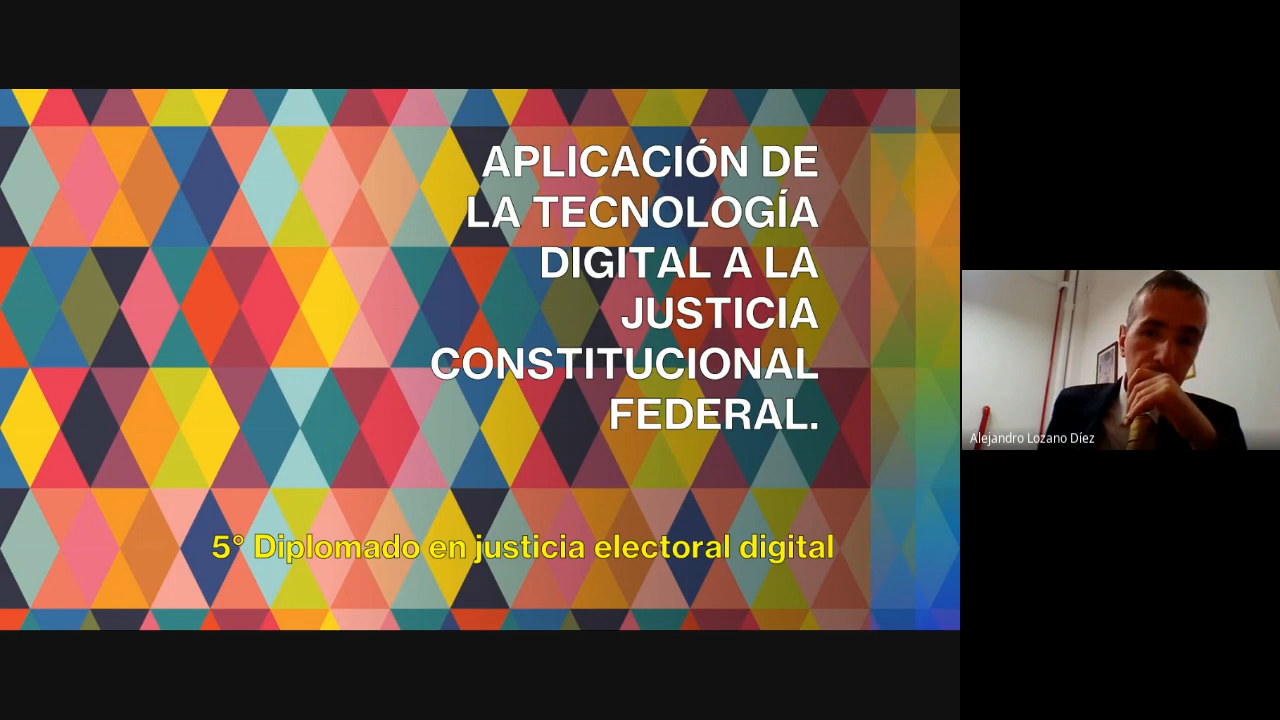 APLICACIÓN DE
LA TECNOLOGÍA
DIGITAL A LA
JUSTICIA
CONSTITUCIONAL
FEDERAL.
5° Diplomado en justicia electoral digital
Alejandro Lozano Díez